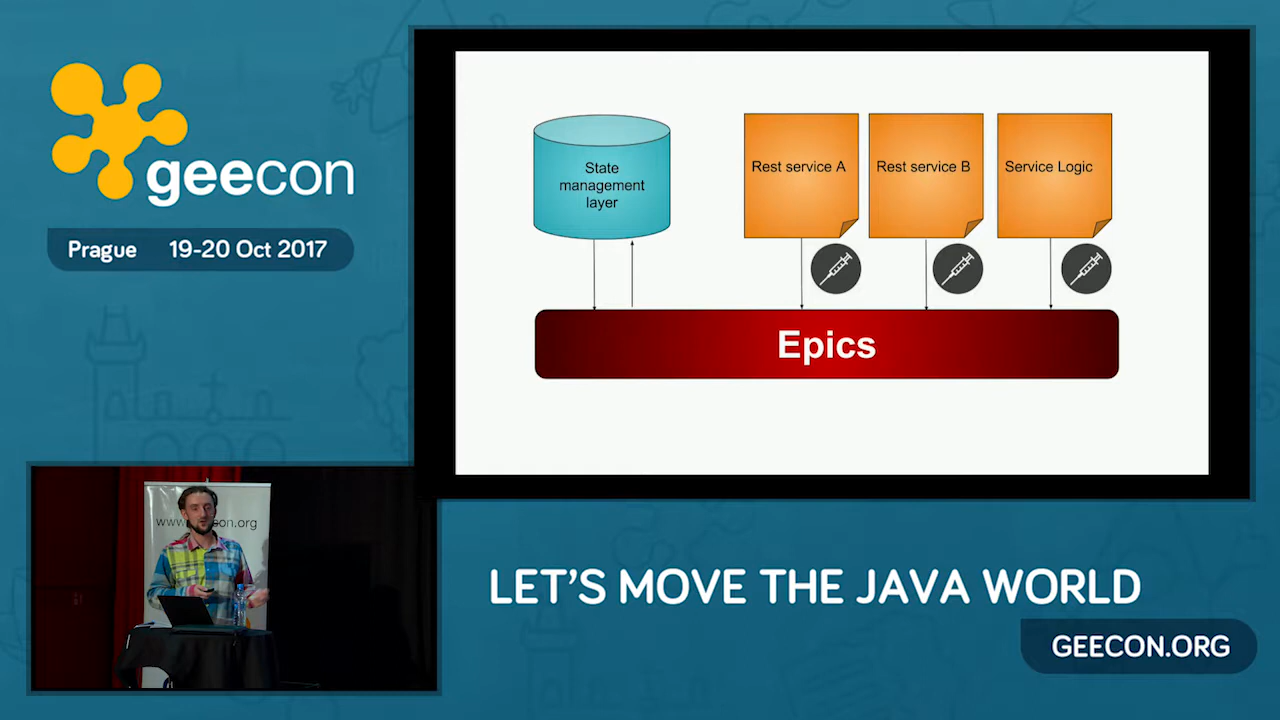 geecon
Prague 19-20 Oct 2017
State
management
layer
Rest service A
Rest service B
Service Logic
Epics
LET'S MOVE THE JAVA WORLD
GEECON.ORG